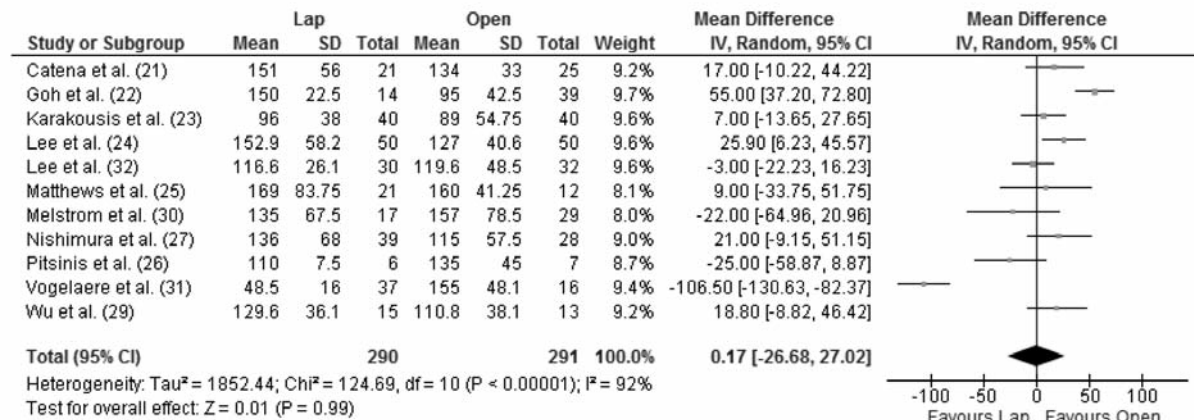 Lap Open Mean Difference Mean Difference
Study or Subgroup Mean SD Total Mean SD Total Weight IV, Random, 95% CI IV, Random, 95% CI
Catena et al. (21) 151 56 21 134 33 25 9.2% 17.00 [-10.22, 44.22]
Goh et al. (22) 150 22.5 14 95 42.5 39 9.7% 55.00 [37.20, 72.80]
Karakousis et al. (23) 96 38 40 89 54.75 40 9.6% 7.00 [-13.65, 27.65]
Lee et al. (24) 152.9 58.2 50 127 40.6 50 9.6% 25.90 [6.23, 45.57]
Lee et al. (32) 116.6 26.1 30 119.6 48.5 32 9.6% -3.00 [-22.23, 16.23]
Matthews et al. (25) 169 83.75 21 160 41.25 12 8.1% 9.00 [-33.75, 51.75]
Melstrom et al. (30) 135 67.5 17 157 78.5 29 8.0% -22.00 [-64.96, 20.96]
Nishimura et al. (27) 136 68 39 115 57.5 28 9.0% 21.00 [-9.15, 51.15]
Pitsinis et al. (26) 110 7.5 6 135 45 7 8.7% -25.00 [-58.87, 8.87]
Vogelaere et al. (31) 48.5 16 37 155 48.1 16 9.4% -106.50 [-130.63, -82.37]
Wu et al. (29) 129.6 36.1 15 110.8 38.1 13 9.2% 18.80 [-8.82, 46.42]
Total (95% CI) 290 291 100.0% 0.17 [-26.68, 27.02]
Heterogeneity: Tau² = 1852.44; Chi² = 124.69, df = 10 (P < 0.00001); I² = 92%
Test for overall effect: Z = 0.01 (P = 0.99)
-100 -50 0 50 100
Favours Lap Favours Open